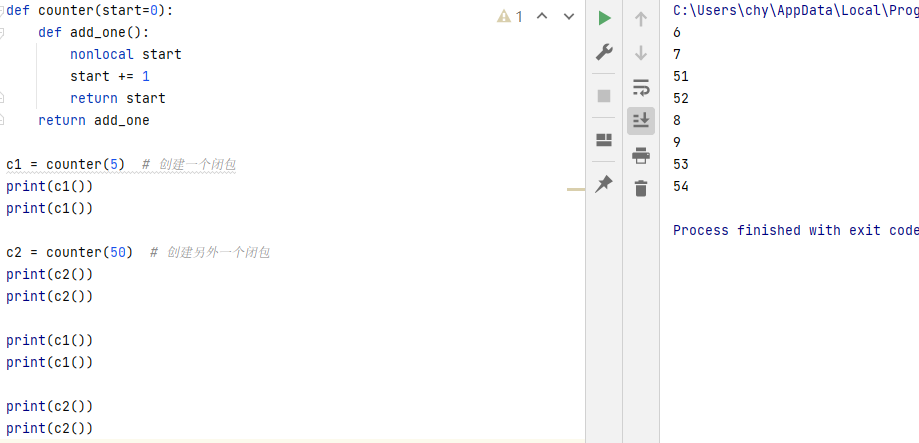 def counter(start=0):
    def add_one():
        nonlocal start
        start += 1
        return start
    return add_one
c1 = counter(5)  # 创建一个闭包
print(c1())
print(c1())
c2 = counter(50)  # 创建另外一个闭包
print(c2())
print(c2())
print(c1())
print(c1())
print(c2())
print(c2())
1
C:\Users\chy\AppData\Local\Prog
6
7
51
52
8
9
53
54
Process finished with exit code